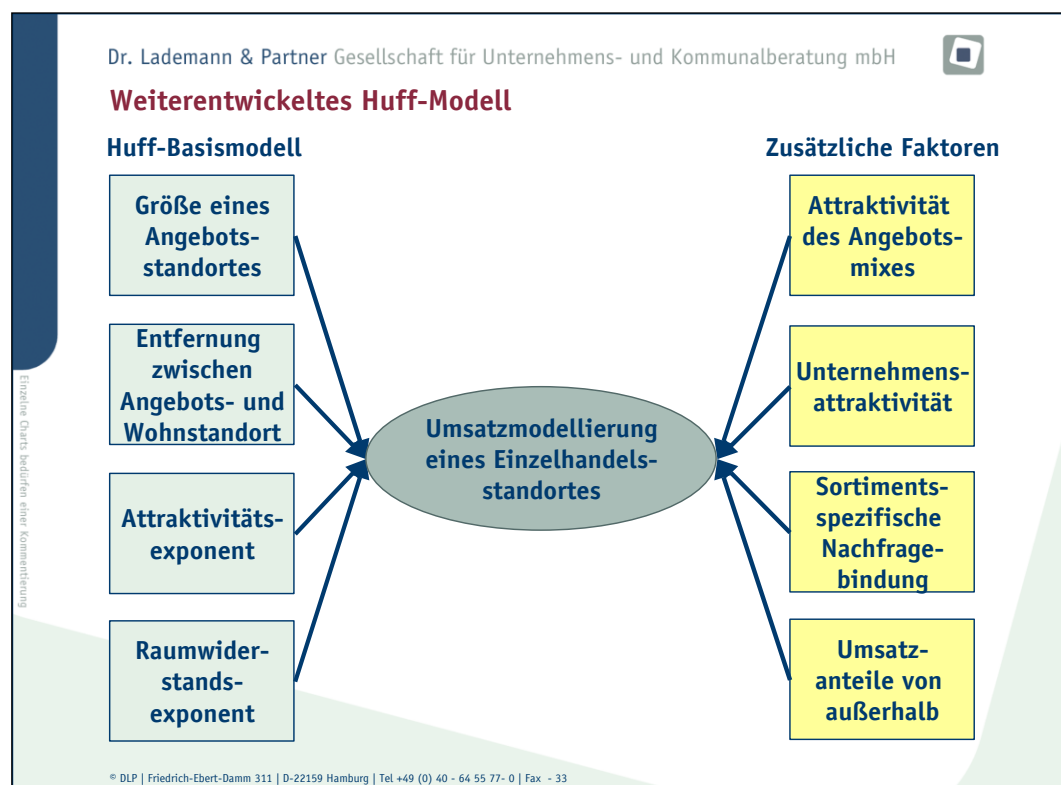 Dr. Lademann & Partner Gesellschaft für Unternehmens- und Kommunalberatung mbH
Weiterentwickeltes Huff-Modell
Huff-Basismodell
Größe eines
Angebots-
standortes
Entfernung
zwischen
Angebots- und
Wohnstandort
Attraktivitäts-
exponent
Raumwider-
stands-
exponent
Umsatzmodellierung
eines Einzelhandels-
standortes
Zusätzliche Faktoren
Attraktivität
des Angebots-
mixes
Unternehmens-
attraktivität
Sortiments-
spezifische
Nachfrage-
bindung
Umsatz-
anteile von
außerhalb
Einzelne Charts bedürfen einer Kommentierung
© DLP | Friedrich-Ebert-Damm 311 | D-22159 Hamburg | Tel +49 (0) 40 - 64 55 77- 0 | Fax - 33